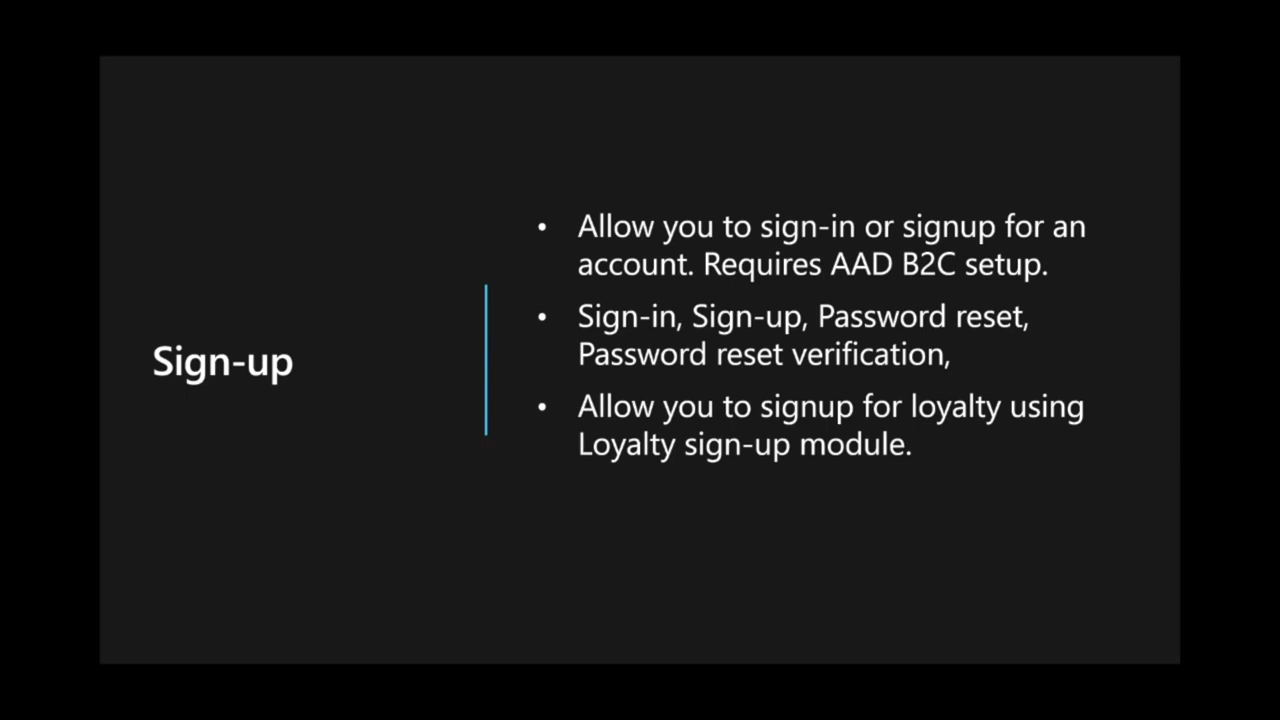 Sign-up
• Allow you to sign-in or signup for an
account. Requires AAD B2C setup.
• Sign-in, Sign-up, Password reset,
Password reset verification,
• Allow you to signup for loyalty using
Loyalty sign-up module.